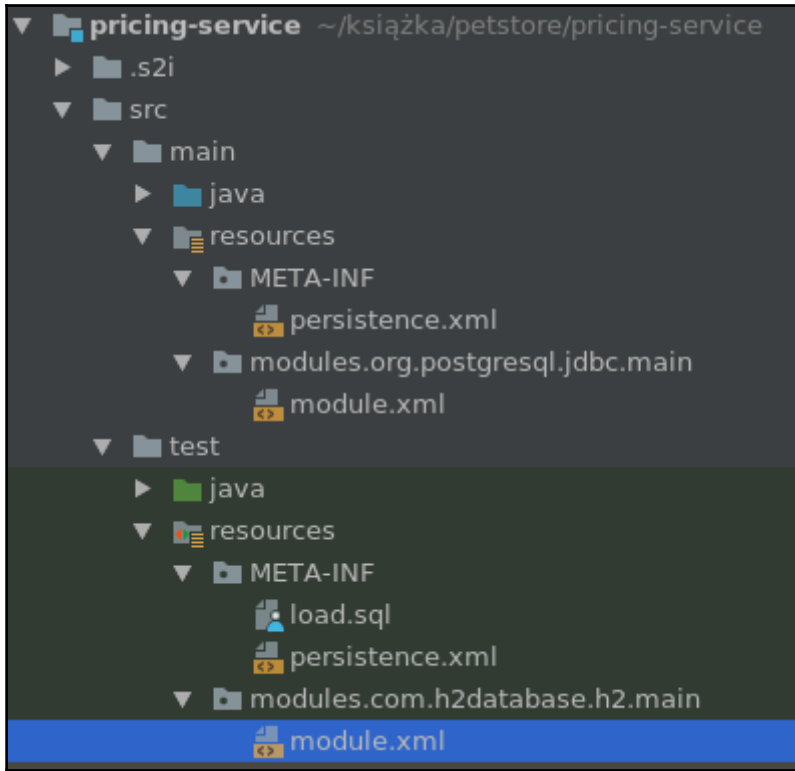 pricing-service ~/książka/petstore/pricing-service
.s2i
src
main
java
resources
META-INF
persistence.xml
modules.org.postgresql.jdbc.main
module.xml
test
java
resources
META-INF
load.sql
persistence.xml
modules.com.h2database.h2.main
module.xml